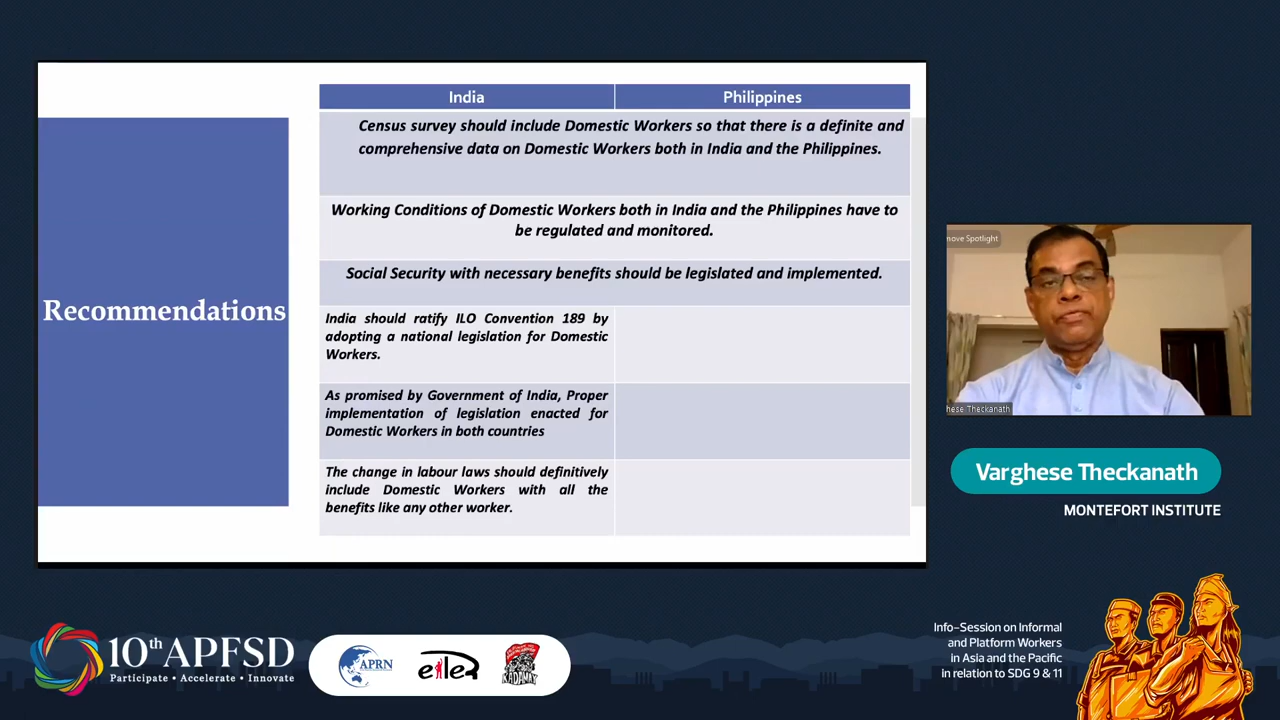 India
Philippines
Census survey should include Domestic Workers so that there is a definite and
comprehensive data on Domestic Workers both in India and the Philippines.
Working Conditions of Domestic Workers both in India and the Philippines have to
be regulated and monitored.
Social Security with necessary benefits should be legislated and implemented.
Recommendations
India should ratify ILO Convention 189 by
adopting a national legislation for Domestic
Workers.
As promised by Government of India, Proper
implementation of legislation enacted for
Domestic Workers in both countries
The change in labour laws should definitively
include Domestic Workers with all the
benefits like any other worker.
nove Spotlight
hese Theckanath
Varghese Theckanath
MONTEFORT INSTITUTE
10th APFSD
Participate • Accelerate • Innovate
APRN
eiler
KADAMAY
Info-Session on Informal
and Platform Workers
in Asia and the Pacific
in relation to SDG 9 & 11